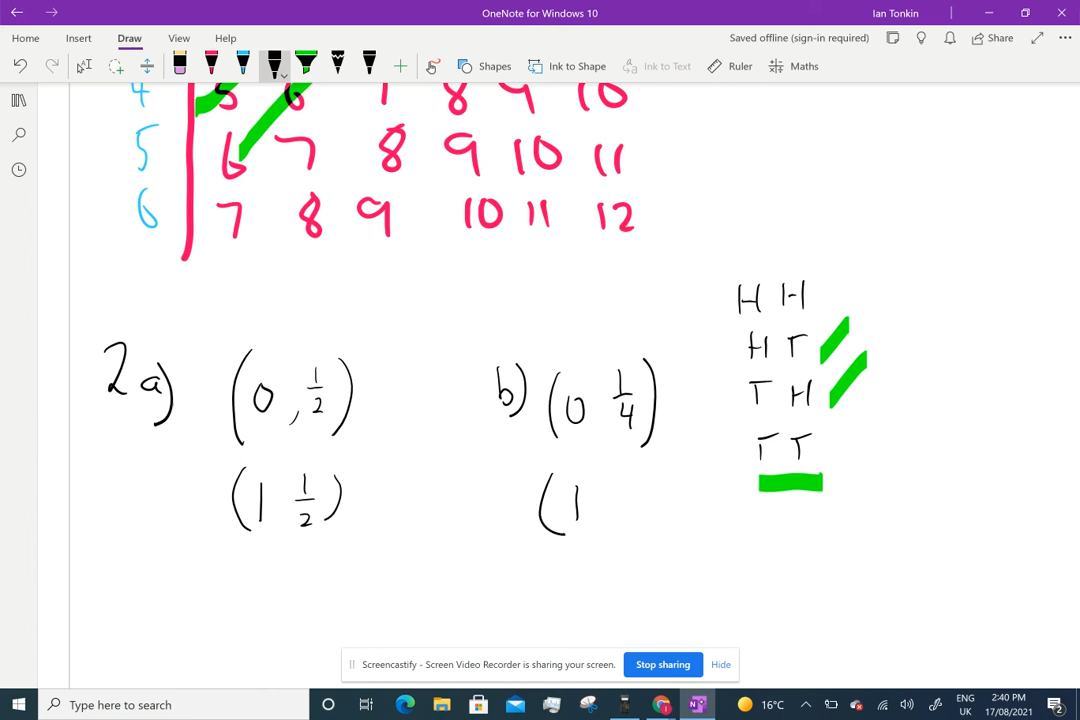 OneNote for Windows 10
Ian Tonkin
Home Insert Draw View Help
Saved offline (sign-in required)
Share
Shapes Ink to Shape Ink to Text Ruler Maths
4 5 6 7 8 9 10
5 6 7 8 9 10 11
6 7 8 9 10 11 12
H H
H T
T H
T T
2a) (0, 1/2)
(1 1/2)
b) (0 1/4)
(1
Screencastify - Screen Video Recorder is sharing your screen. Stop sharing Hide
Type here to search
16°C
ENG
UK
2:40 PM
17/08/2021
2